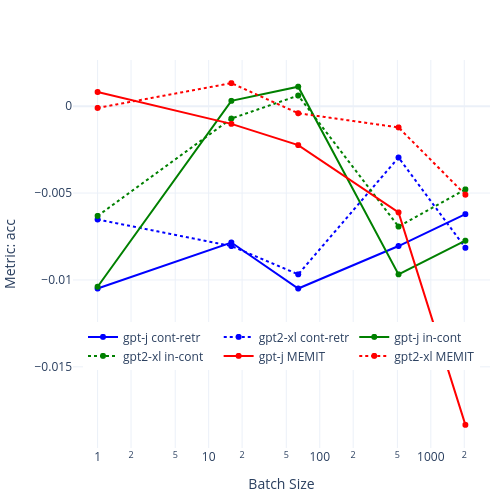 0
−0.005
−0.01
−0.015
Metric: acc
gpt-j cont-retr gpt2-xl cont-retr gpt-j in-cont
gpt2-xl in-cont gpt-j MEMIT gpt2-xl MEMIT
1 2 5 10 2 5 100 2 5 1000 2
Batch Size